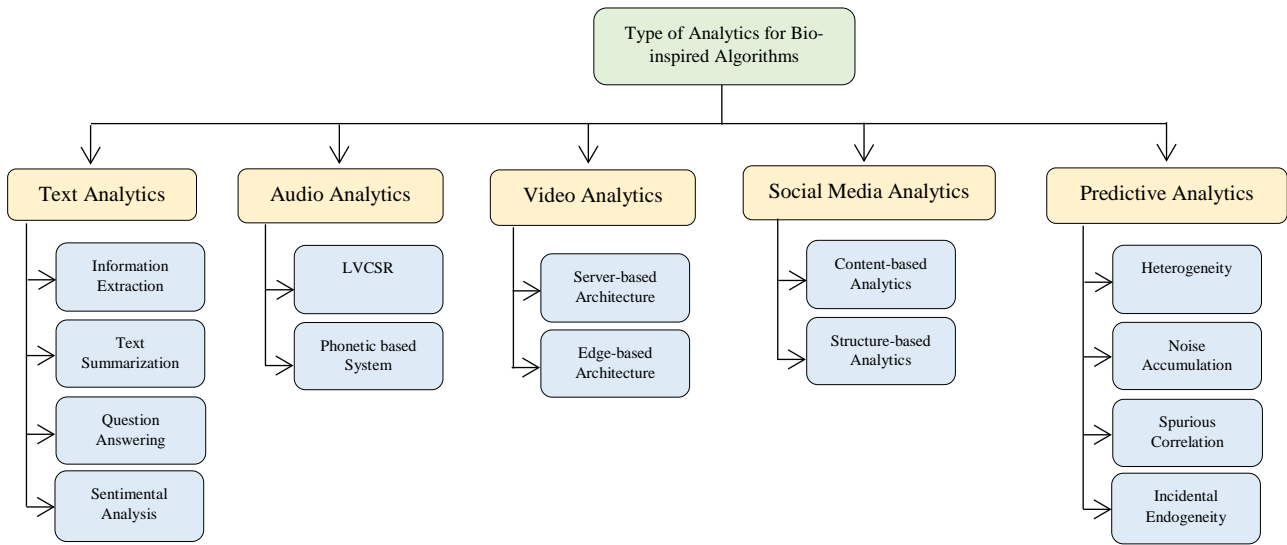 Type of Analytics for Bio-
inspired Algorithms
Text Analytics
Audio Analytics
Video Analytics
Social Media Analytics
Predictive Analytics
Information
Extraction
Text
Summarization
Question
Answering
Sentimental
Analysis
LVCSR
Phonetic based
System
Server-based
Architecture
Edge-based
Architecture
Content-based
Analytics
Structure-based
Analytics
Heterogeneity
Noise
Accumulation
Spurious
Correlation
Incidental
Endogeneity